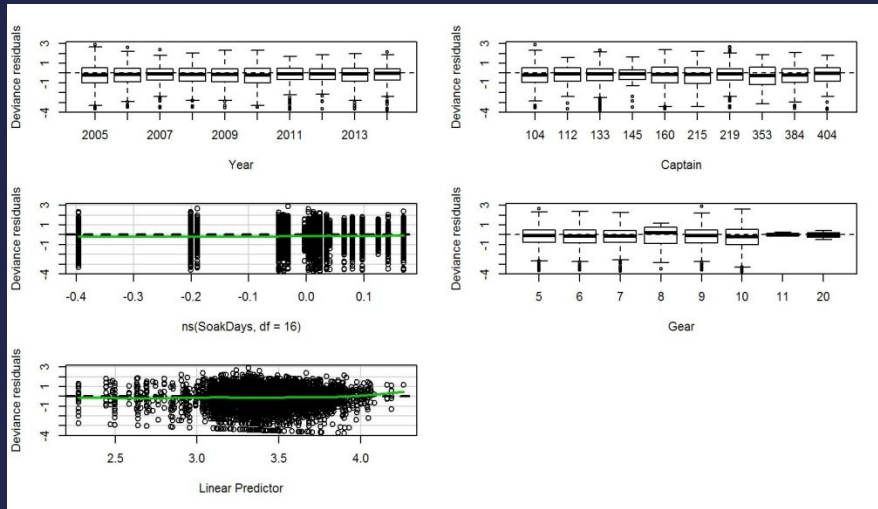 Deviance residuals
3
-1
-4
2005 2007 2009 2011 2013
Year
Deviance residuals
3
-1
-4
104 112 133 145 160 215 219 353 384 404
Captain
Deviance residuals
3
1
-1
-4
-0.4 -0.3 -0.2 -0.1 0.0 0.1
ns(SoakDays, df = 16)
Deviance residuals
3
1
-1
-4
5 6 7 8 9 10 11 20
Gear
Deviance residuals
3
1
-1
-4
2.5 3.0 3.5 4.0
Linear Predictor